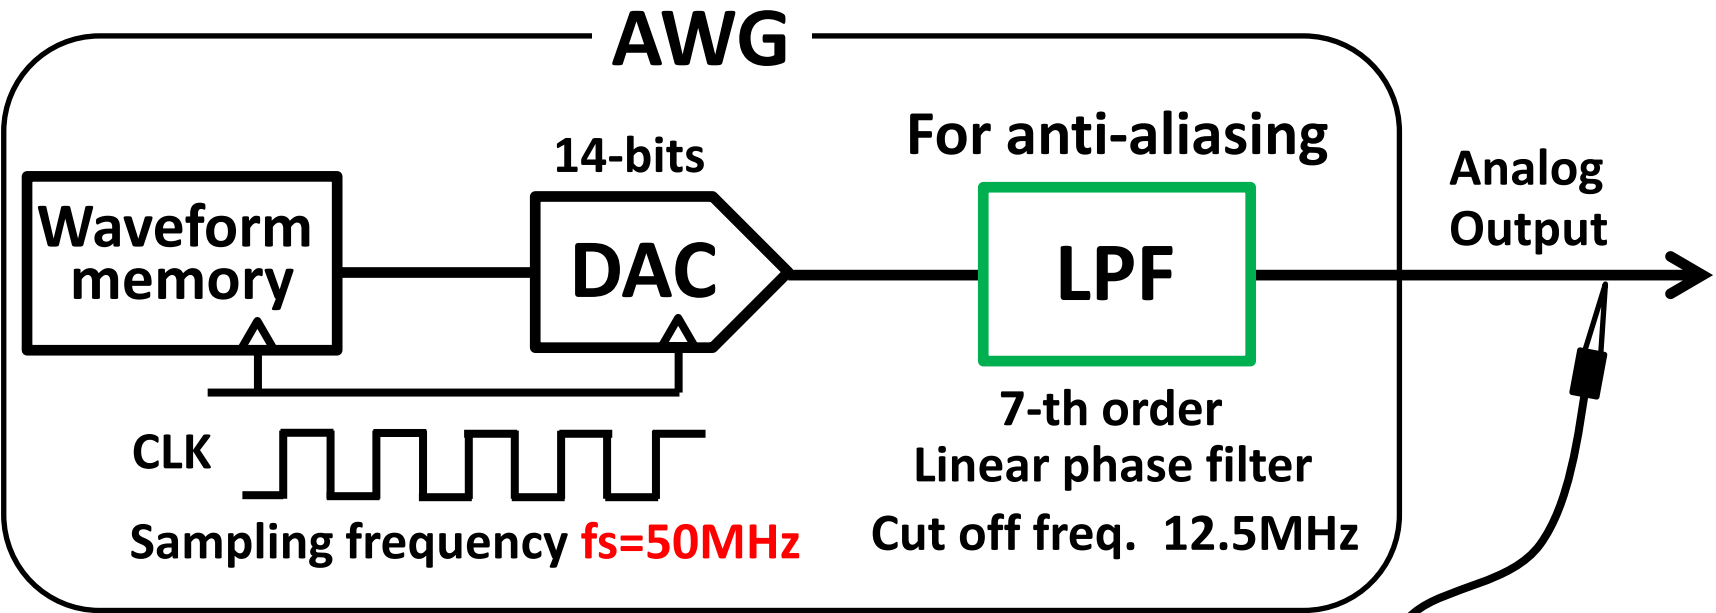 AWG
For anti-aliasing
14-bits
Analog
Output
Waveform
memory
DAC
LPF
7-th order
Linear phase filter
Cut off freq. 12.5MHz
CLK
Sampling frequency fs=50MHz